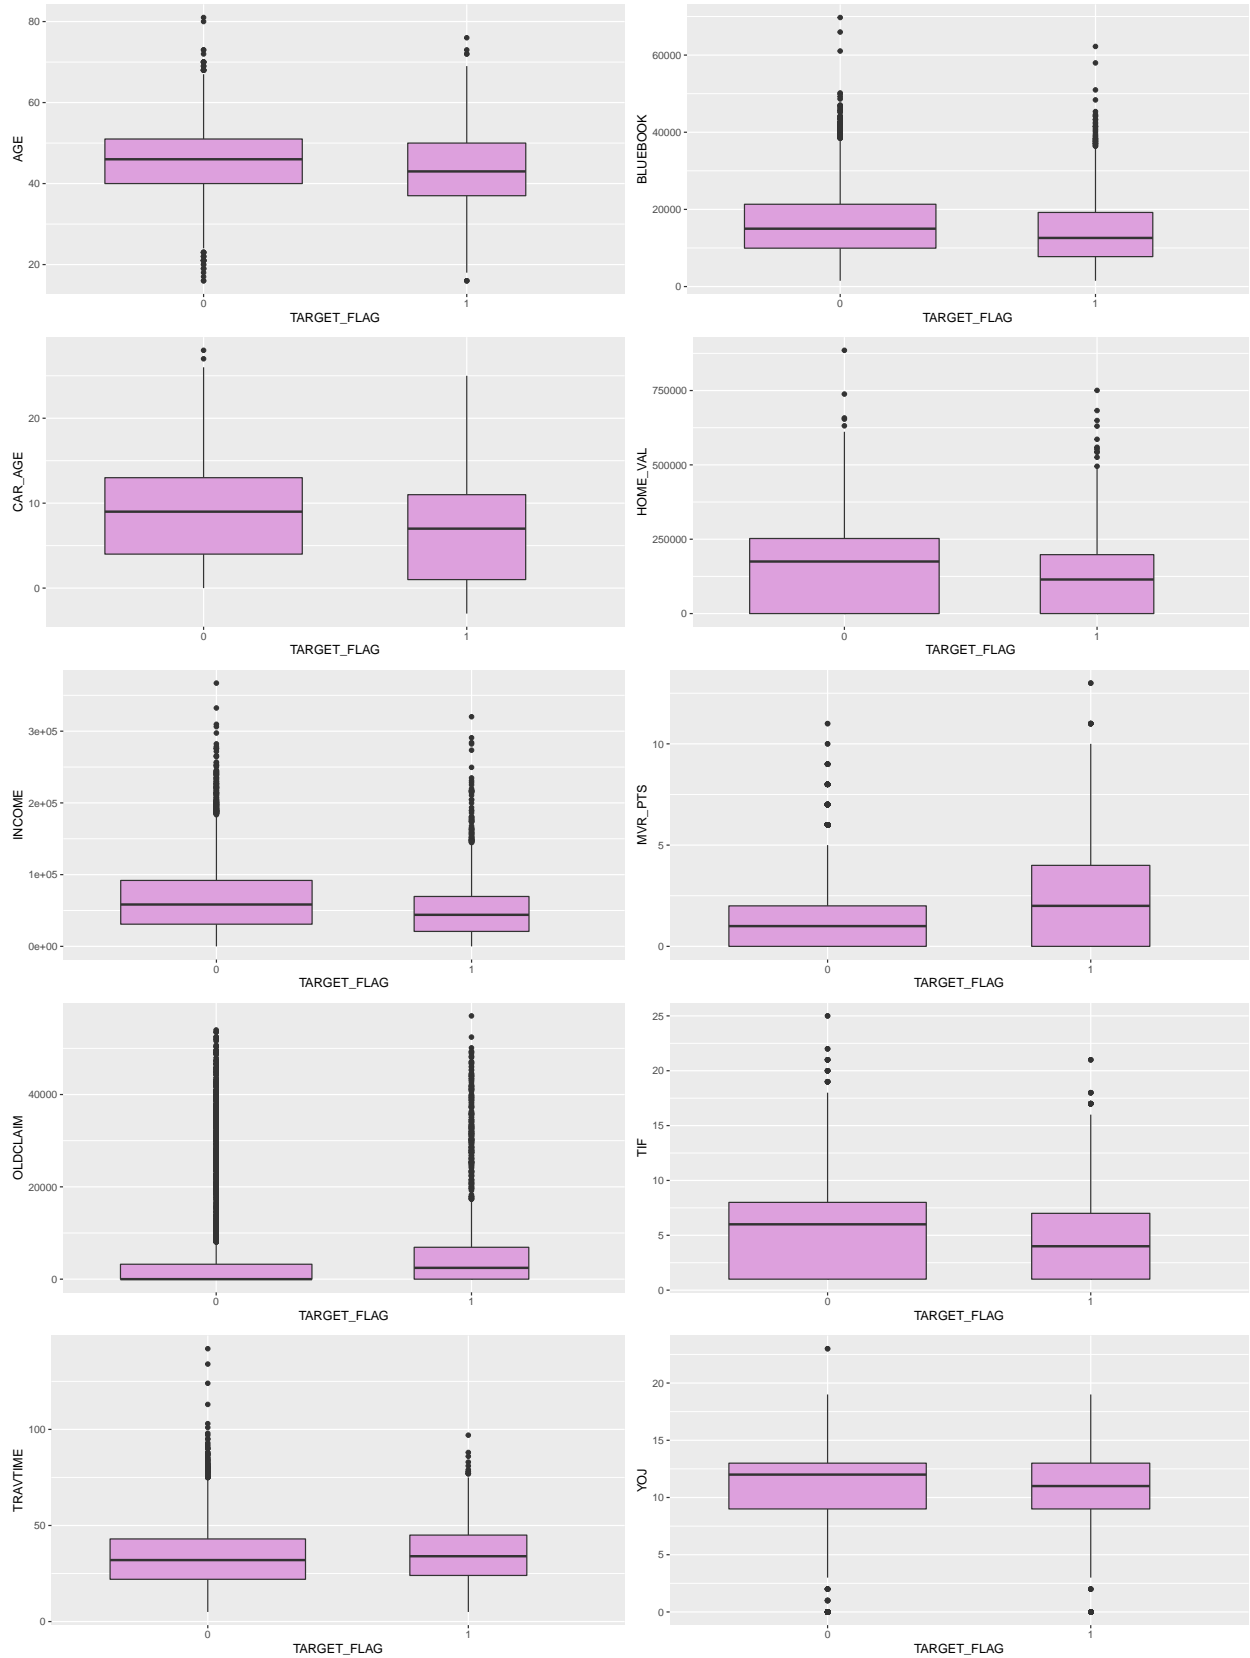 80
60
40
20
AGE
0
1
TARGET_FLAG
60000
40000
20000
0
BLUEBOOK
0
1
TARGET_FLAG
20
10
0
CAR_AGE
0
1
TARGET_FLAG
750000
500000
250000
0
HOME_VAL
0
1
TARGET_FLAG
3e+05
2e+05
1e+05
0e+00
INCOME
0
1
TARGET_FLAG
10
5
0
MVR_PTS
0
1
TARGET_FLAG
40000
20000
0
OLDCLAIM
0
1
TARGET_FLAG
25
20
15
10
5
0
TIF
0
1
TARGET_FLAG
100
50
0
TRAVTIME
0
1
TARGET_FLAG
20
15
10
5
0
YOJ
0
1
TARGET_FLAG